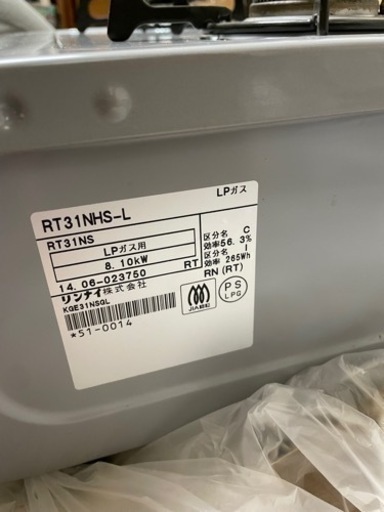 LPガス
RT31NHS-L
RT31NS
LPガス用
8.10kW
RT
14.06-023750
リンナイ株式会社
KGE31NSGL
*51-0014
区分名 C
効率56.3%
区分名 I
効率 265Wh
RN (RT)
JIABE
PS
LPG